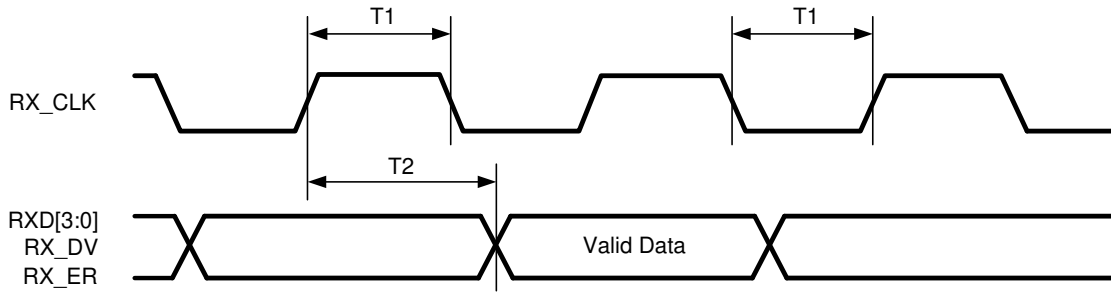 T1
T1
RX_CLK
T2
RXD[3:0]
RX_DV
Valid Data
RX_ER